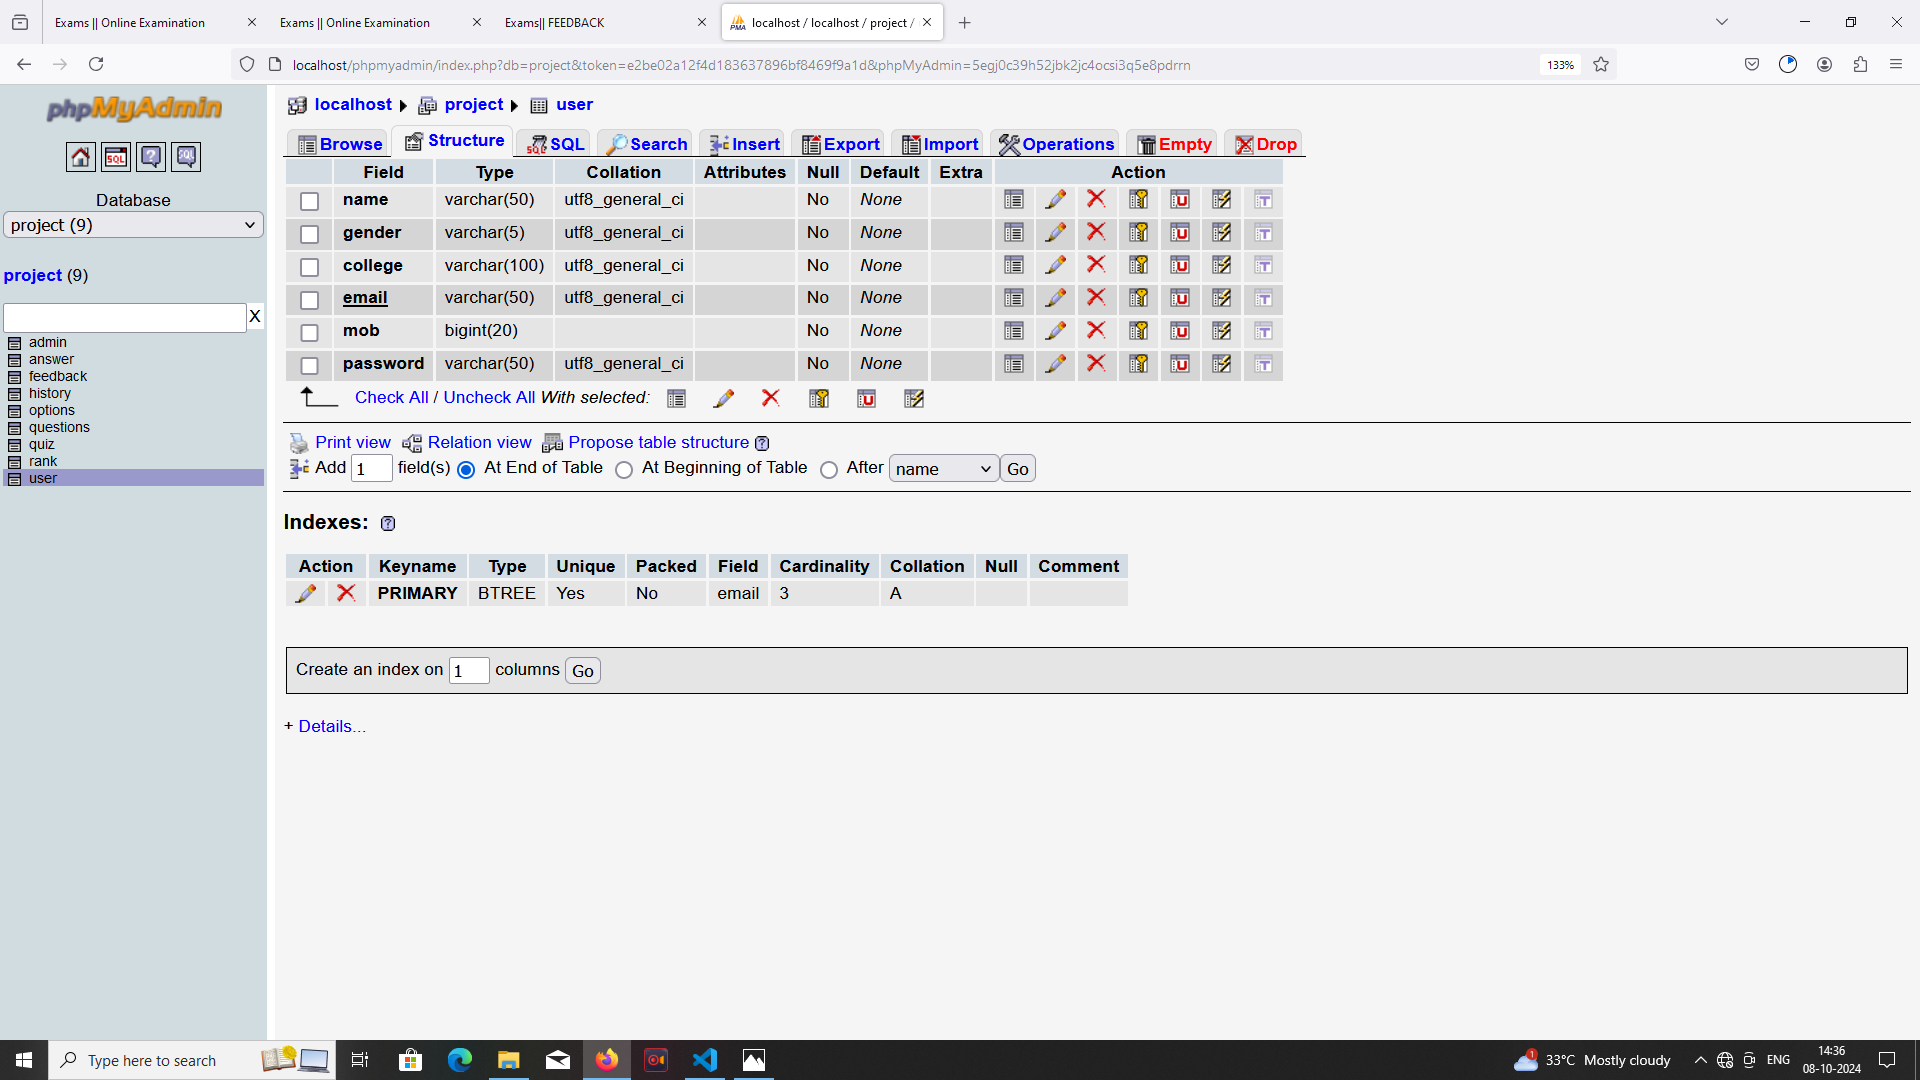 Exams || Online Examination
Exams || Online Examination
Exams|| FEEDBACK
localhost / localhost / project /
localhost/phpmyadmin/index.php?db=project&token=e2be02a12f4d183637896bf8469f9a1d&phpMyAdmin=5egj0c39h52jbk2jc4ocsi3q5e8pdrrn
133%
phpMyAdmin
SQL
Database
project (9)
project (9)
X
admin
answer
feedback
history
options
questions
quiz
rank
user
localhost project user
Browse Structure SQL Search Insert Export Import Operations Empty Drop
Field Type Collation Attributes Null Default Extra Action
name varchar(50) utf8_general_ci No None
gender varchar(5) utf8_general_ci No None
college varchar(100) utf8_general_ci No None
email varchar(50) utf8_general_ci No None
mob bigint(20) No None
password varchar(50) utf8_general_ci No None
Check All / Uncheck All With selected:
Print view Relation view Propose table structure
Add 1 field(s) At End of Table At Beginning of Table After name Go
Indexes:
Action Keyname Type Unique Packed Field Cardinality Collation Null Comment
PRIMARY BTREE Yes No email 3 A
Create an index on 1 columns Go
+ Details...
Type here to search
1
33°C Mostly cloudy
ENG
14:36
08-10-2024